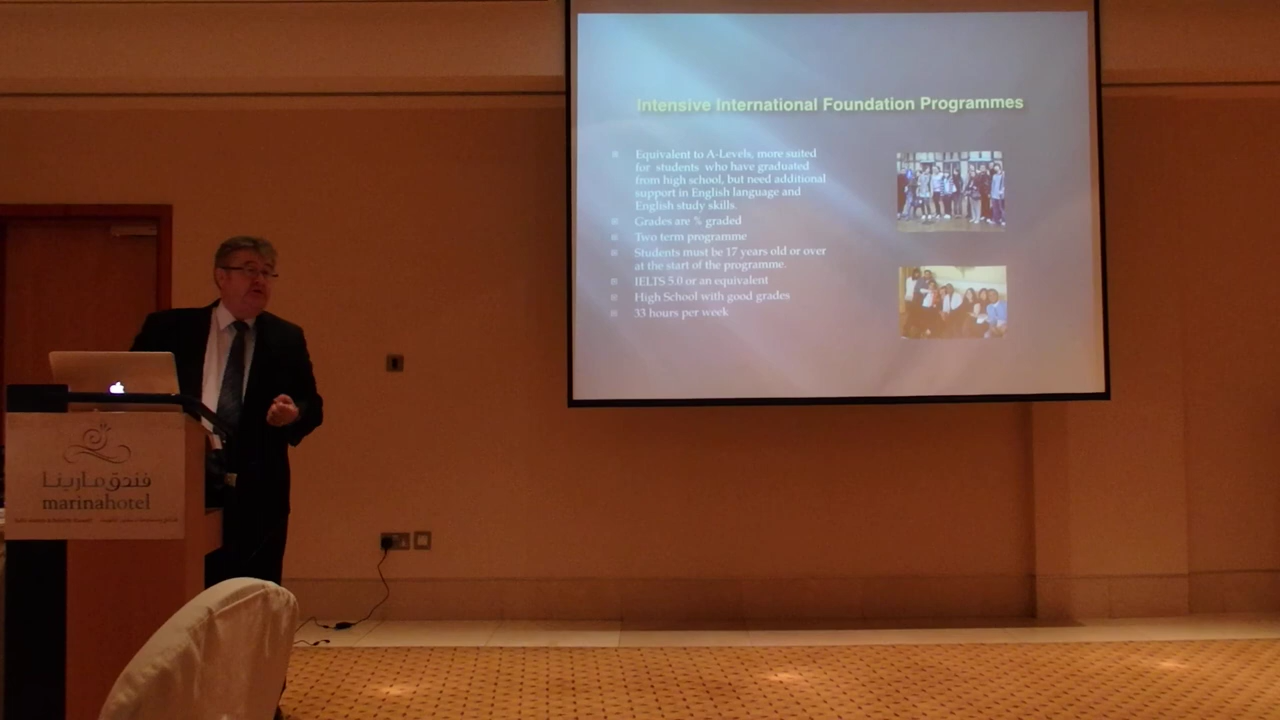 Intensive International Foundation Programmes
Equivalent to A-Levels, more suited
for students who have graduated
from high school, but need additional
support in English language and
English study skills.
Grades are % graded
Two term programme
Students must be 17 years old or over
at the start of the programme.
IELTS 5.0 or an equivalent
High School with good grades
33 hours per week
فندق مارينا
marinahotel